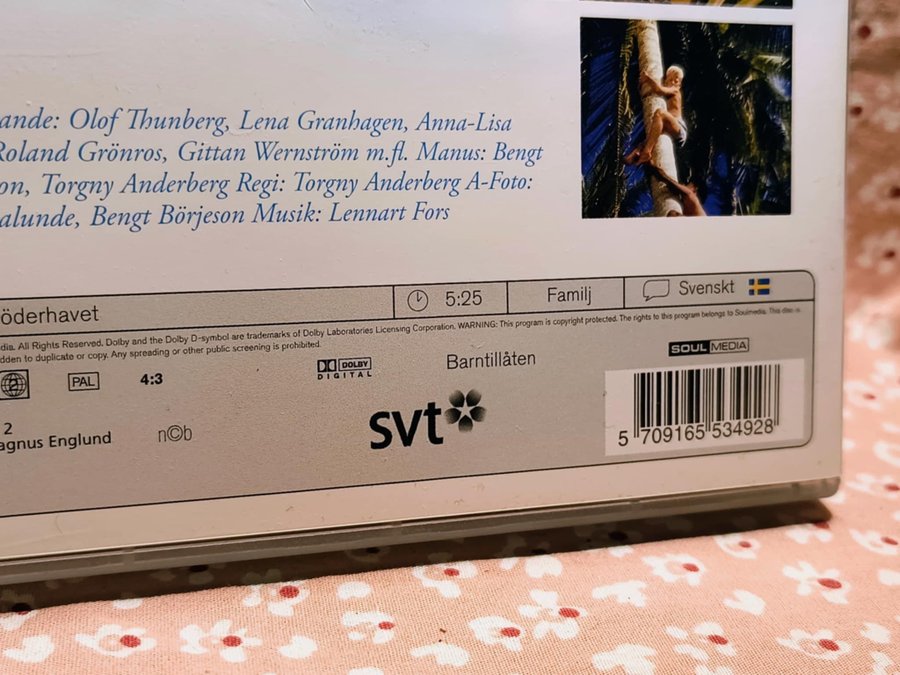 ande: Olof Thunberg, Lena Granhagen, Anna-Lisa
Roland Grönros, Gittan Wernström m.fl. Manus: Bengt
on, Torgny Anderberg Regi: Torgny Anderberg A-Foto:
alunde, Bengt Börjeson Musik: Lennart Fors
öderhavet
5:25
Familj
Svenskt
dia. All Rights Reserved. Dolby and the Dolby D-symbol are trademarks of Dolby Laboratories Licensing Corporation. WARNING: This program is copyright protected. The rights to this program belongs to Soulmedia. This disc is
dden to duplicate or copy. Any spreading or other public screening is prohibited.
2
PAL
4:3
DOLBY
DIGITAL
Barntillåten
SOUL MEDIA
2
agnus Englund
n©b
svt
5 709165 534928